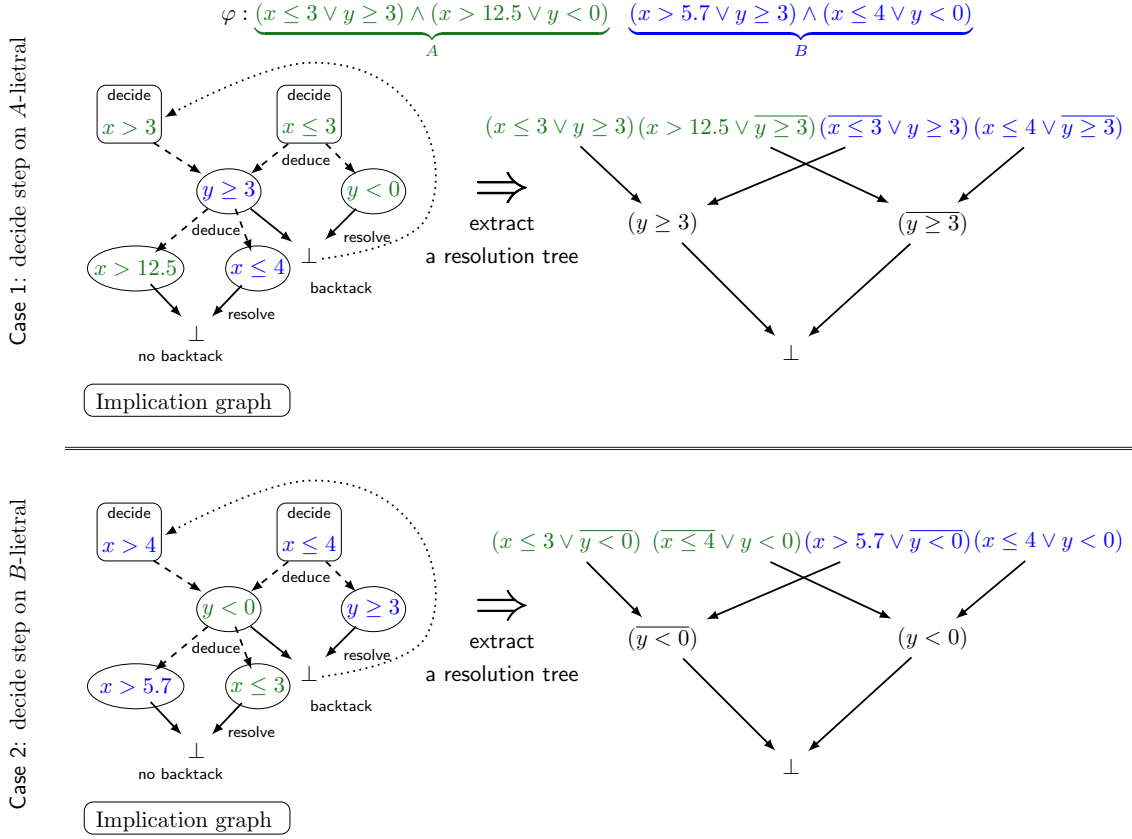 φ : (x ≤ 3 ∨ y ≥ 3) ∧ (x > 12.5 ∨ y < 0) (x > 5.7 ∨ y ≥ 3) ∧ (x ≤ 4 ∨ y < 0)
A B
Case 1: decide step on A-lietral
decide
x > 3
decide
x ≤ 3
deduce
y ≥ 3
y < 0
deduce
resolve
x > 12.5
x ≤ 4
⊥
backtack
resolve
⊥
no backtack
Implication graph
⇒
extract
a resolution tree
(x ≤ 3 ∨ y ≥ 3) (x > 12.5 ∨ y̅ ̅≥̅ ̅3̅) (x̅ ̅≤̅ ̅3̅ ∨ y ≥ 3) (x ≤ 4 ∨ y̅ ̅≥̅ ̅3̅)
(y ≥ 3) (y̅ ̅≥̅ ̅3̅)
⊥
Case 2: decide step on B-lietral
decide
x > 4
decide
x ≤ 4
deduce
y < 0
y ≥ 3
deduce
resolve
x > 5.7
x ≤ 3
⊥
backtack
resolve
⊥
no backtack
Implication graph
⇒
extract
a resolution tree
(x ≤ 3 ∨ y̅ ̅<̅ ̅0̅) (x̅ ̅≤̅ ̅4̅ ∨ y < 0) (x > 5.7 ∨ y̅ ̅<̅ ̅0̅) (x ≤ 4 ∨ y < 0)
(y̅ ̅<̅ ̅0̅) (y < 0)
⊥